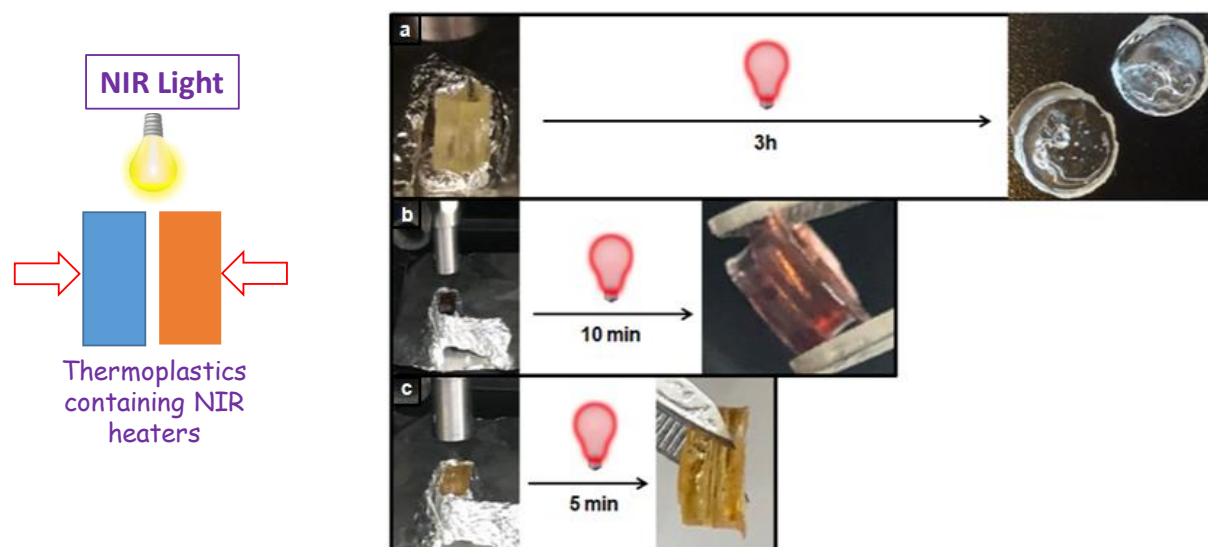 NIR Light
Thermoplastics
containing NIR
heaters
a
3h
b
10 min
c
5 min